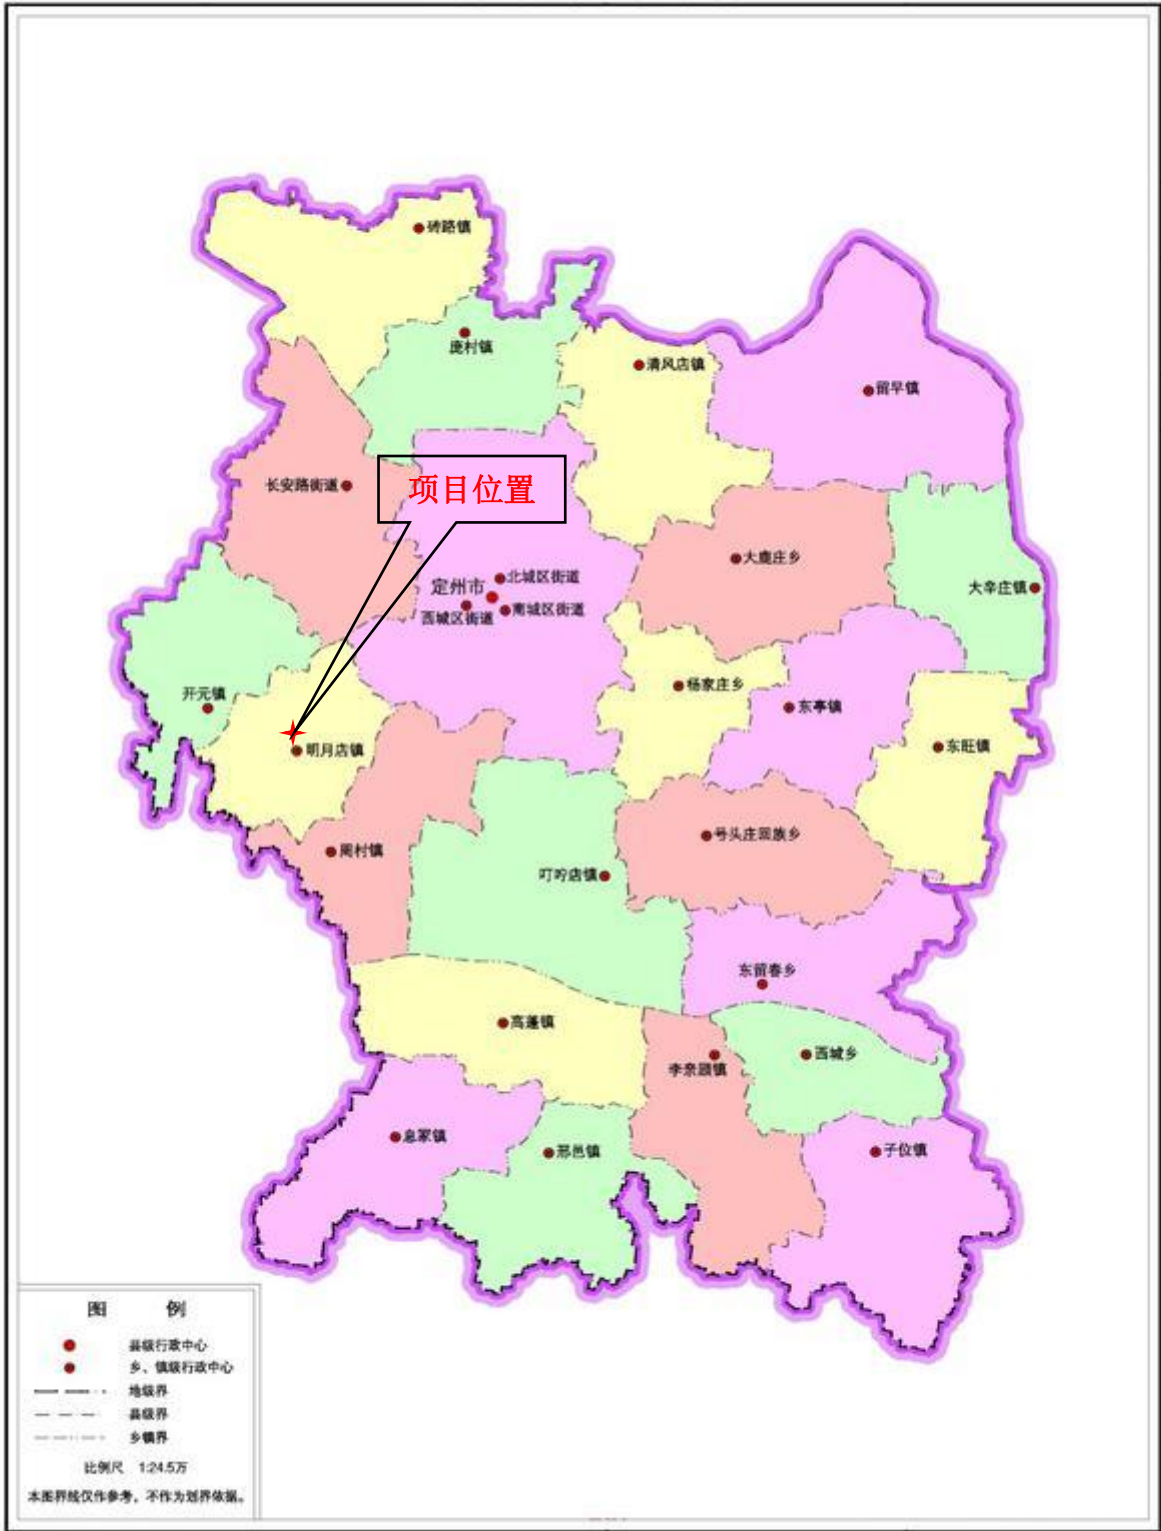 砖路镇
庞村镇
清风店镇
留早镇
长安路街道
项目位置
大鹿庄乡
北城区街道
定州市
大辛庄镇
西城区街道
南城区街道
开元镇
杨家庄乡
东亭镇
明月店镇
东旺镇
周村镇
号头庄回族乡
叮咛店镇
东留春乡
高蓬镇
西城乡
李亲顾镇
息冢镇
邢邑镇
子位镇
图 例
县级行政中心
乡、镇级行政中心
地级界
县级界
乡镇界
比例尺 1:24.5万
本图界线仅作参考，不作为划界依据。